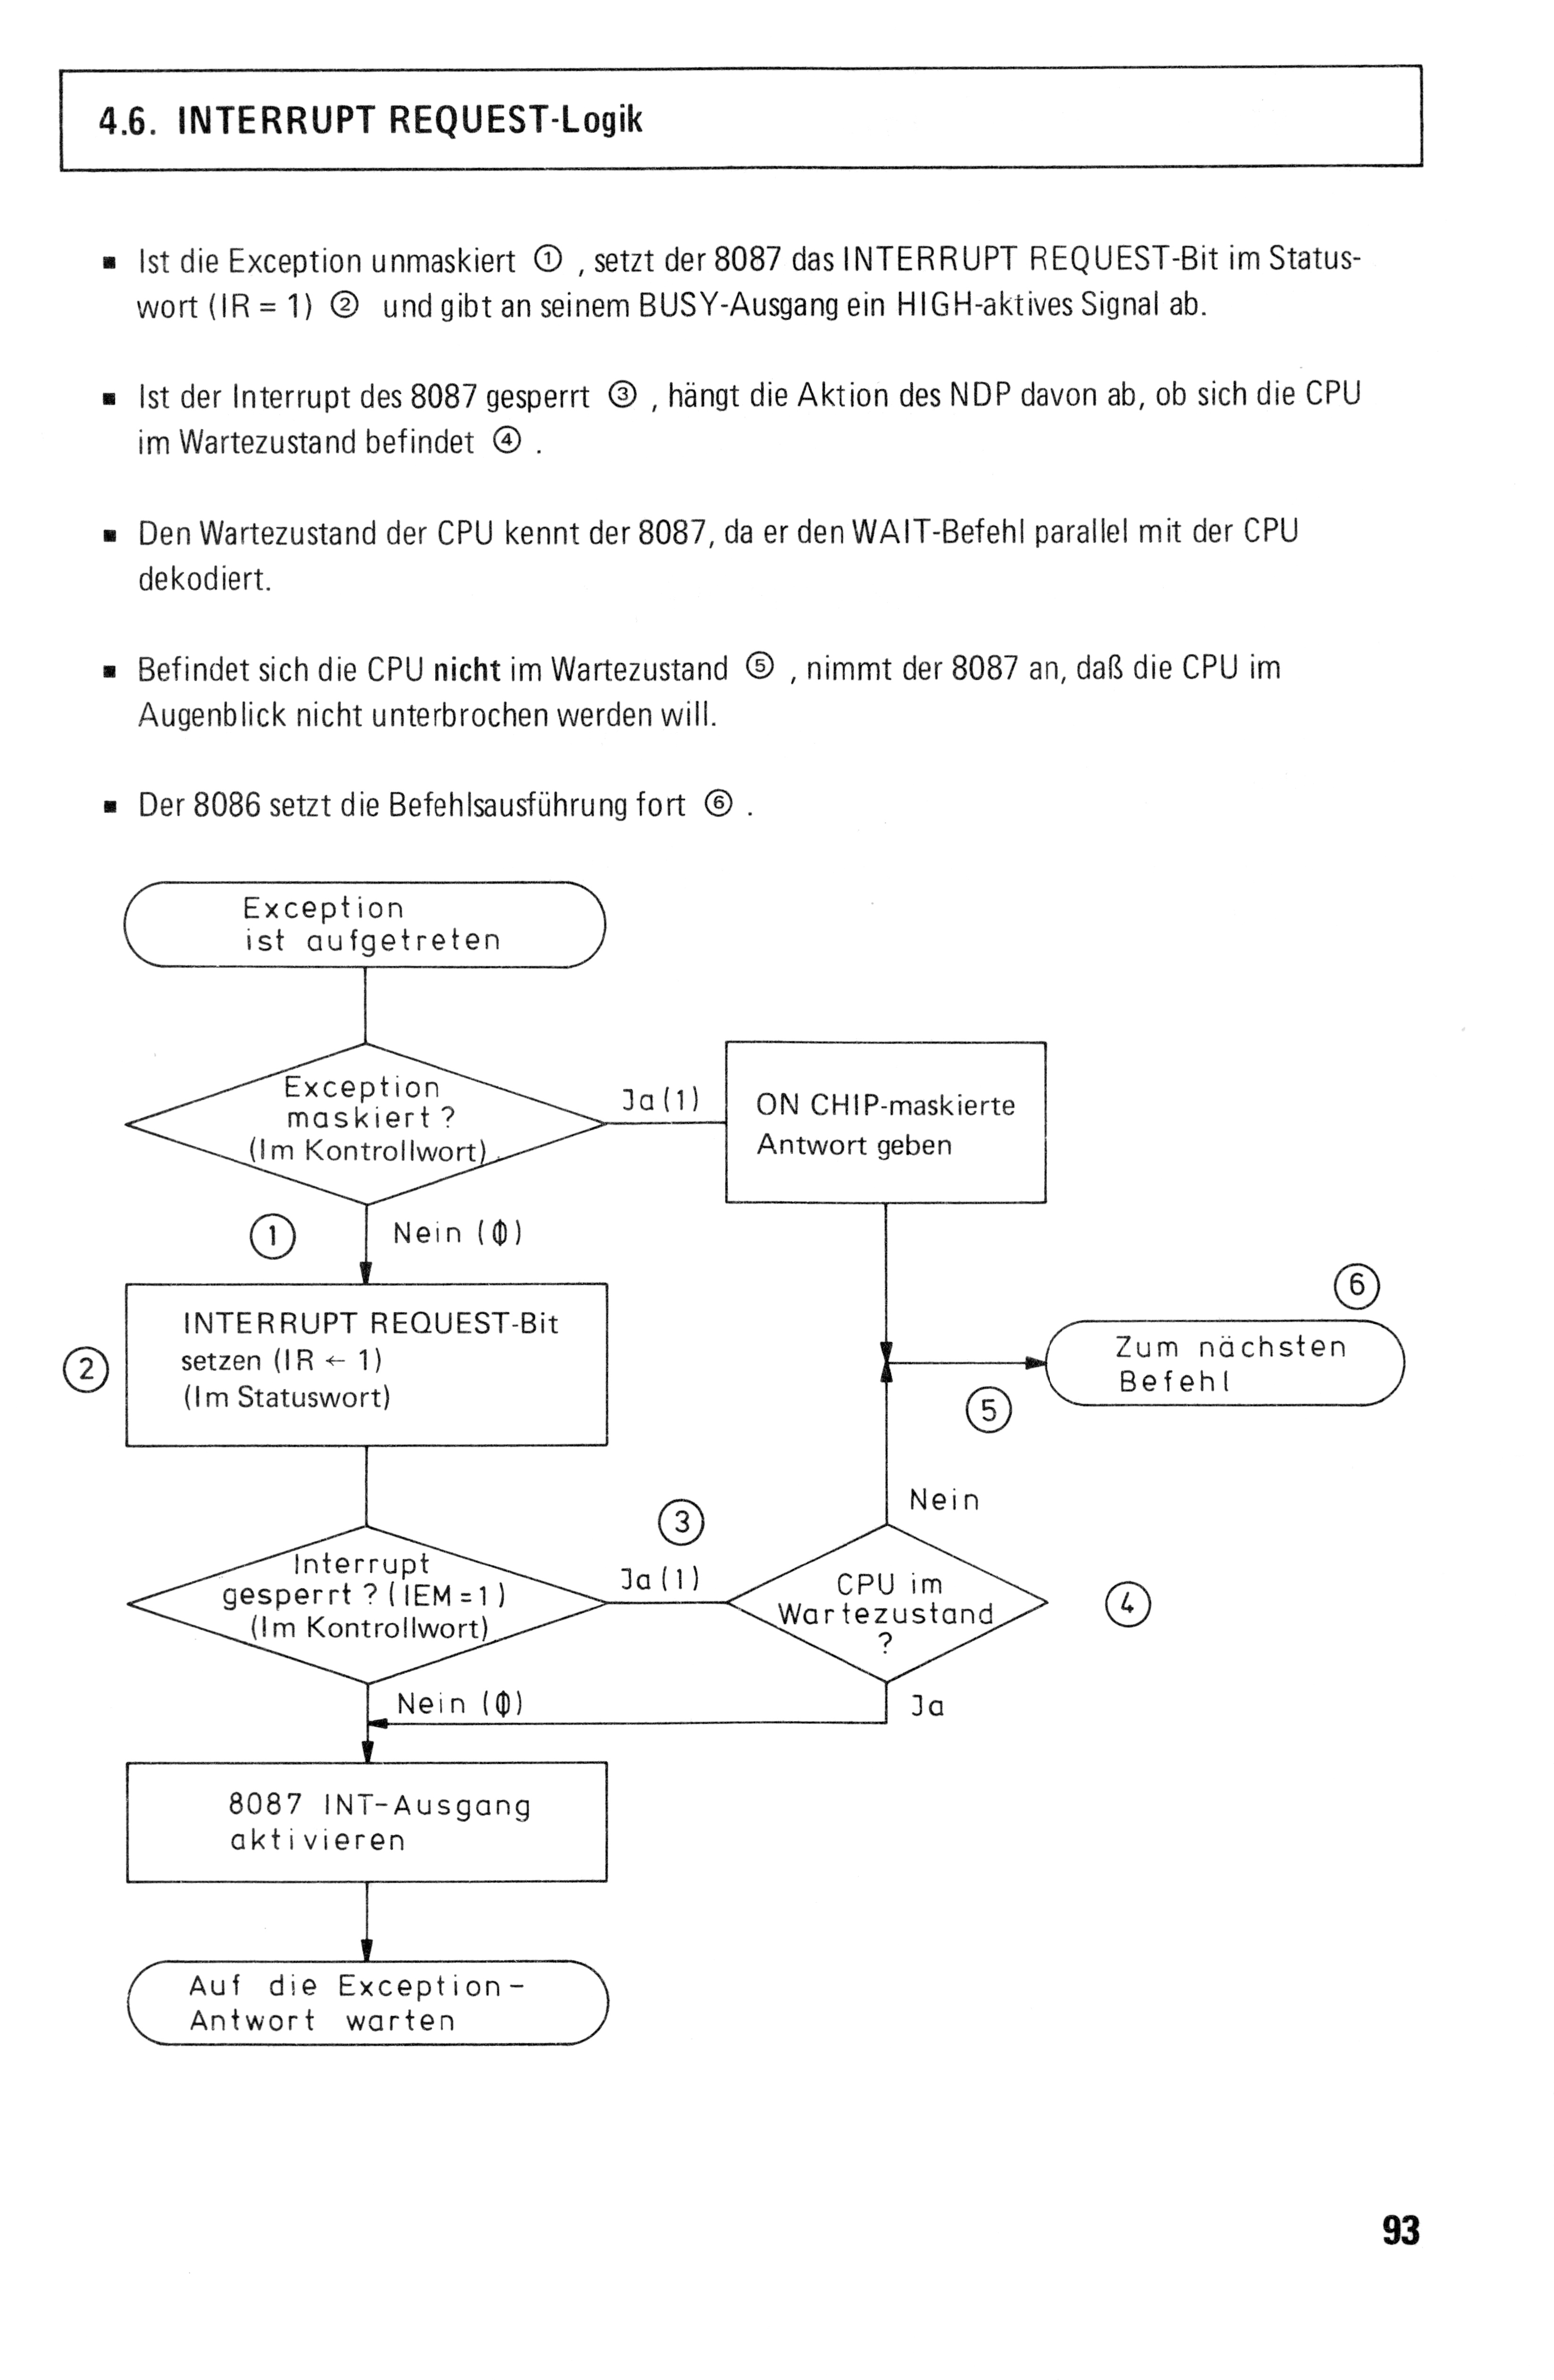 4.6. INTERRUPT REQUEST-Logik
▪ Ist die Exception unmaskiert ① , setzt der 8087 das INTERRUPT REQUEST-Bit im Status-
wort (IR = 1) ② und gibt an seinem BUSY-Ausgang ein HIGH-aktives Signal ab.
▪ Ist der Interrupt des 8087 gesperrt ③ , hängt die Aktion des NDP davon ab, ob sich die CPU
im Wartezustand befindet ④ .
▪ Den Wartezustand der CPU kennt der 8087, da er den WAIT-Befehl parallel mit der CPU
dekodiert.
▪ Befindet sich die CPU nicht im Wartezustand ⑤ , nimmt der 8087 an, daß die CPU im
Augenblick nicht unterbrochen werden will.
▪ Der 8086 setzt die Befehlsausführung fort ⑥ .
Exception
ist aufgetreten
Exception
maskiert ?
(Im Kontrollwort)
Ja (1)
ON CHIP-maskierte
Antwort geben
①
Nein (0)
②
INTERRUPT REQUEST-Bit
setzen (IR ← 1)
(Im Statuswort)
⑥
Zum nächsten
Befehl
⑤
Nein
③
Interrupt
gesperrt ? (IEM = 1)
(Im Kontrollwort)
Ja (1)
CPU im
Wartezustand
?
④
Nein (0)
Ja
8087 INT-Ausgang
aktivieren
Auf die Exception-
Antwort warten
93